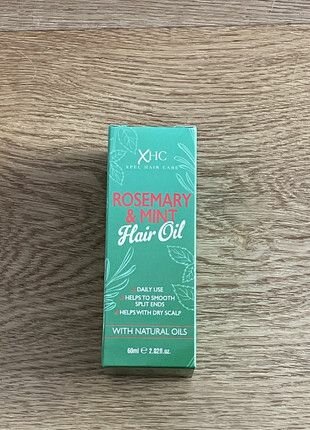 XHC
XPEL HAIR CARE
ROSEMARY
& MINT
Hair Oil
DAILY USE
HELPS TO SMOOTH
SPLIT ENDS
HELPS WITH DRY SCALP
WITH NATURAL OILS
60ml e 2.02fl.oz.